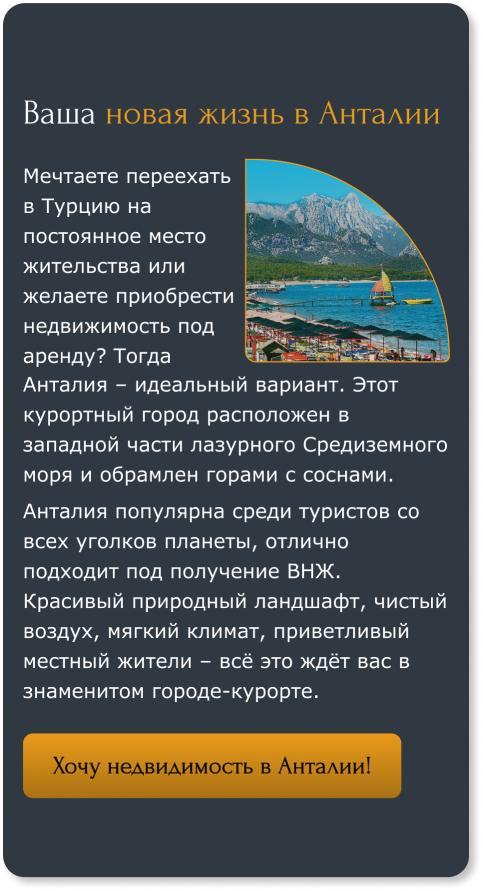 Ваша новая жизнь в Анталии
Мечтаете переехать
в Турцию на
постоянное место
жительства или
желаете приобрести
недвижимость под
аренду? Тогда
Анталия – идеальный вариант. Этот
курортный город расположен в
западной части лазурного Средиземного
моря и обрамлен горами с соснами.
Анталия популярна среди туристов со
всех уголков планеты, отлично
подходит под получение ВНЖ.
Красивый природный ландшафт, чистый
воздух, мягкий климат, приветливый
местный жители – всё это ждёт вас в
знаменитом городе-курорте.
Хочу недвидимость в Анталии!